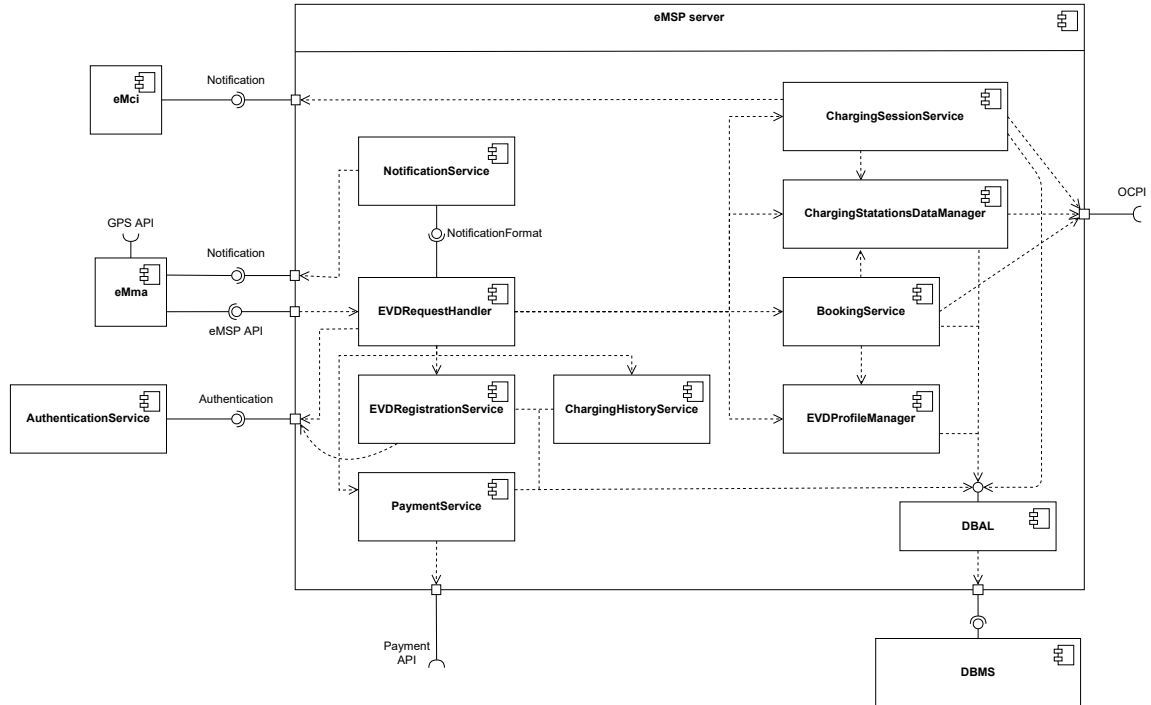 eMSP server
Notification
eMci
ChargingSessionService
NotificationService
ChargingStatationsDataManager
OCPI
GPS API
NotificationFormat
Notification
eMma
EVDRequestHandler
BookingService
eMSP API
Authentication
AuthenticationService
EVDRegistrationService
ChargingHistoryService
EVDProfileManager
PaymentService
DBAL
Payment
API
DBMS